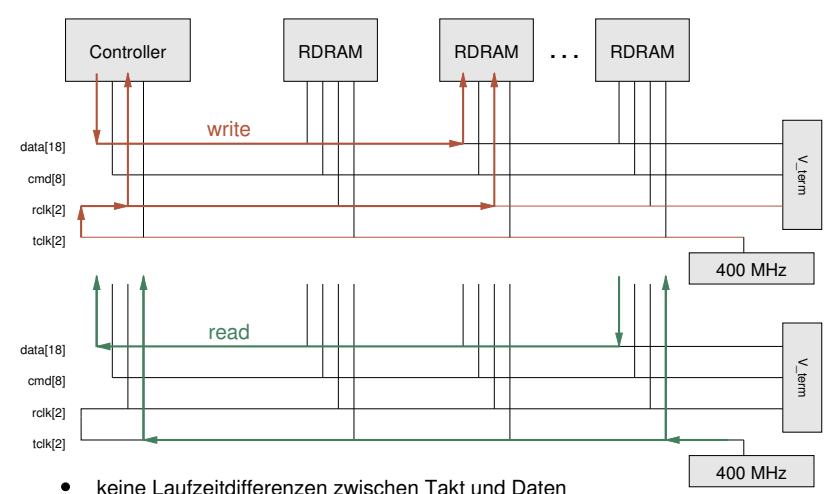 Controller RDRAM RDRAM ... RDRAM
write
data[18]
cmd[8]
rclk[2]
tclk[2]
V_term
400 MHz
read
data[18]
cmd[8]
rclk[2]
tclk[2]
V_term
400 MHz
• keine Laufzeitdifferenzen zwischen Takt und Daten